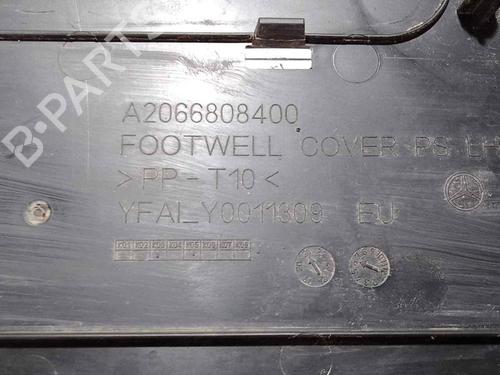 A2066808400
FOOTWELL COVER PS LH
>PP-T10<
YFAI_Y0011309 EU
B-PARTS